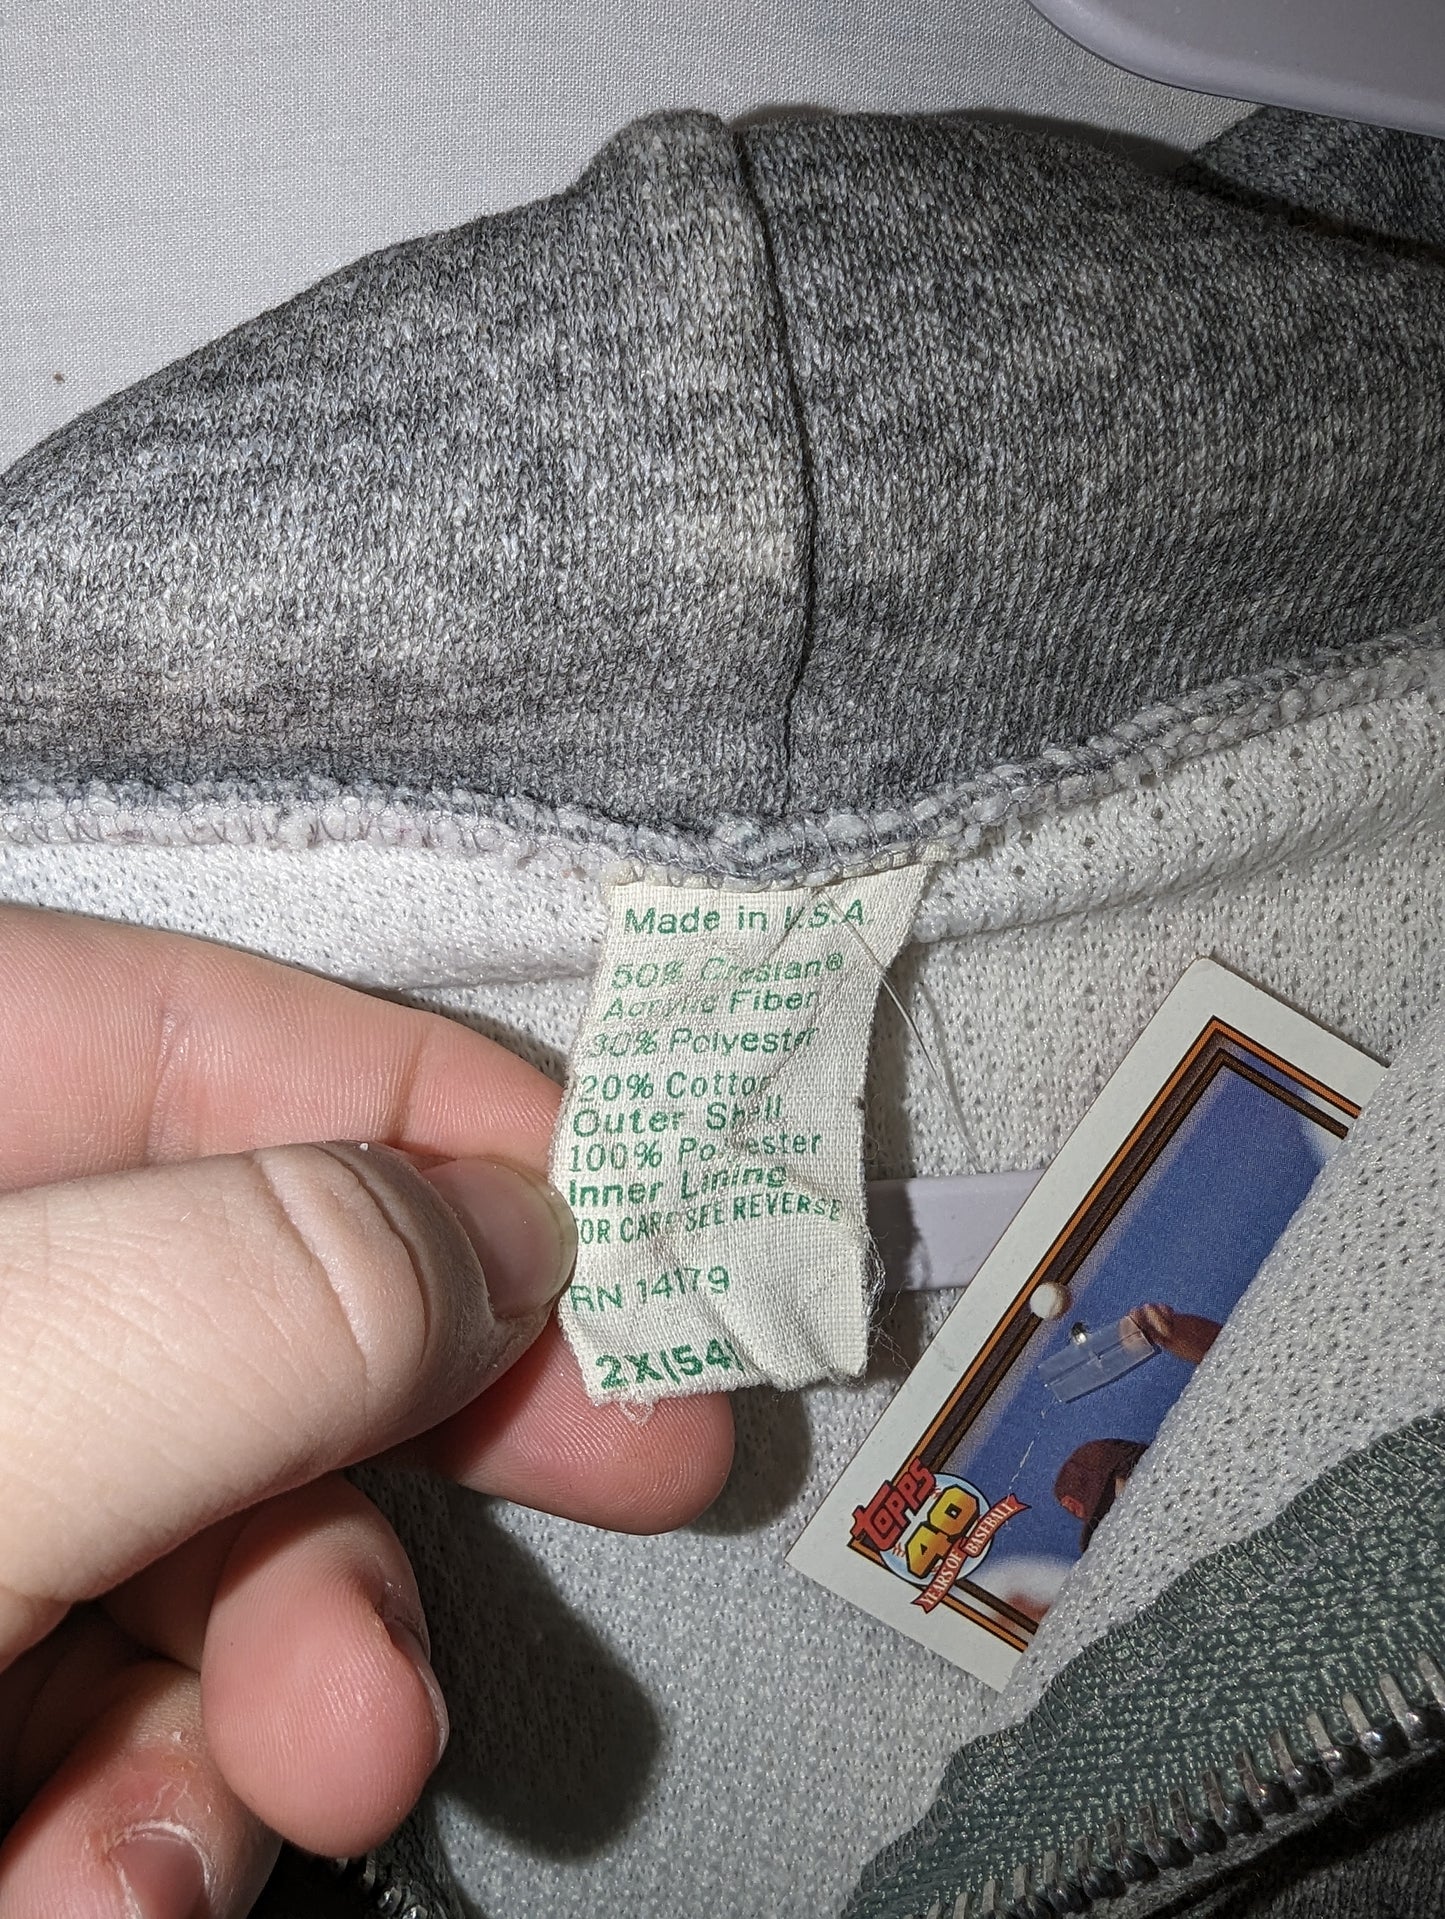 Made in U.S.A.
50% Creslan®
Acrylic Fiber
30% Polyester
20% Cotton
Outer Shell
100% Polyester
Inner Lining
FOR CARE SEE REVERSE
RN 14179
2X(54)
TOPPS
40
YEARS OF BASEBALL